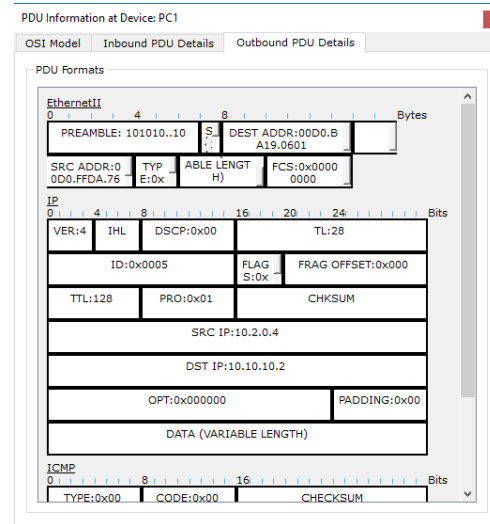 PDU Information at Device: PC1
OSI Model Inbound PDU Details Outbound PDU Details
PDU Formats
EthernetII
0 4 8 Bytes
PREAMBLE: 101010..10 DEST ADDR:00D0.B
A19.0601
SRC ADDR:0 TYP ABLE LENGT FCS:0x0000
0D0.FFDA.76 E:0x H) 0000
IP
0 4 8 16 20 24 Bits
VER:4 IHL DSCP:0x00 TL:28
ID:0x0005 FLAG FRAG OFFSET:0x000
S:0x
TTL:128 PRO:0x01 CHKSUM
SRC IP:10.2.0.4
DST IP:10.10.10.2
OPT:0x000000 PADDING:0x00
DATA (VARIABLE LENGTH)
ICMP
0 8 16 Bits
TYPE:0x00 CODE:0x00 CHECKSUM